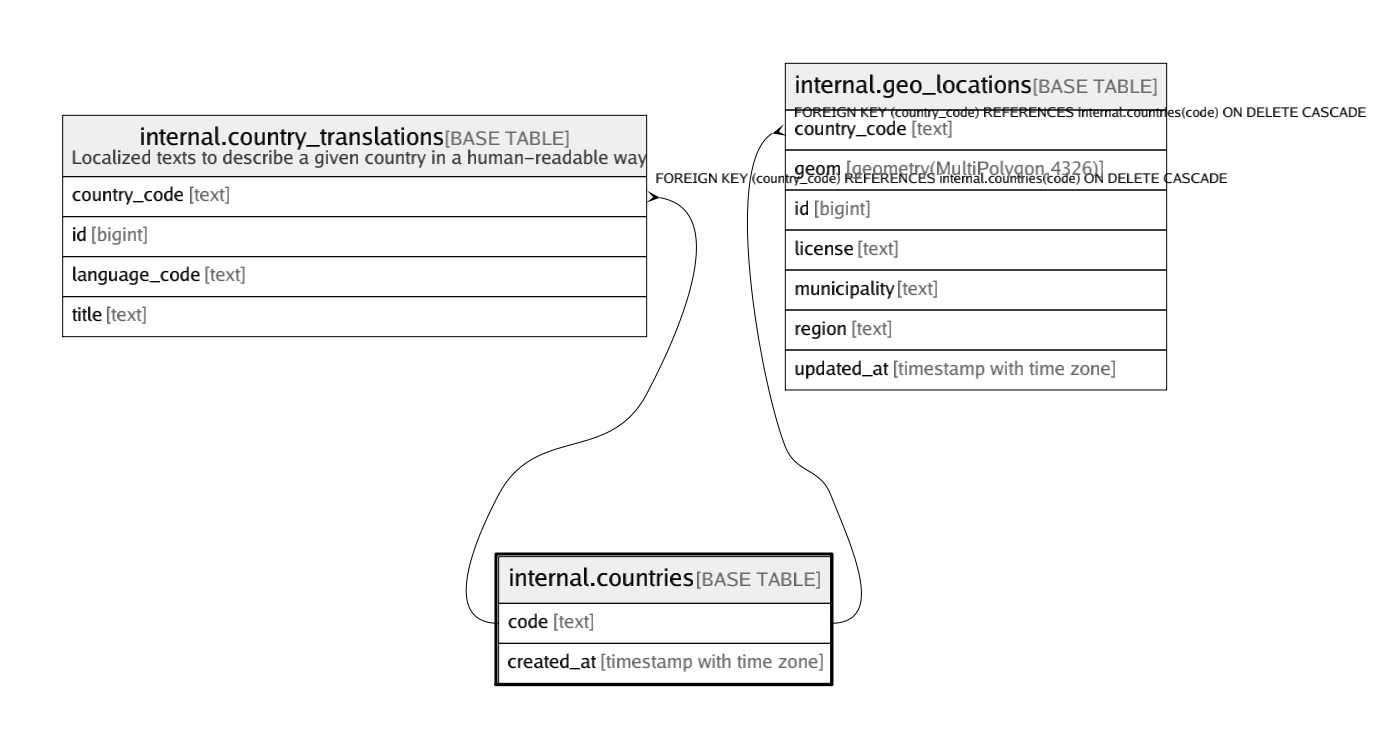 internal.country_translations[BASE TABLE]
Localized texts to describe a given country in a human-readable way
country_code [text]
id [bigint]
language_code [text]
title [text]
FOREIGN KEY (country_code) REFERENCES internal.countries(code) ON DELETE CASCADE
internal.geo_locations[BASE TABLE]
FOREIGN KEY (country_code) REFERENCES internal.countries(code) ON DELETE CASCADE
country_code [text]
geom [geometry(MultiPolygon,4326)]
id [bigint]
license [text]
municipality [text]
region [text]
updated_at [timestamp with time zone]
internal.countries[BASE TABLE]
code [text]
created_at [timestamp with time zone]